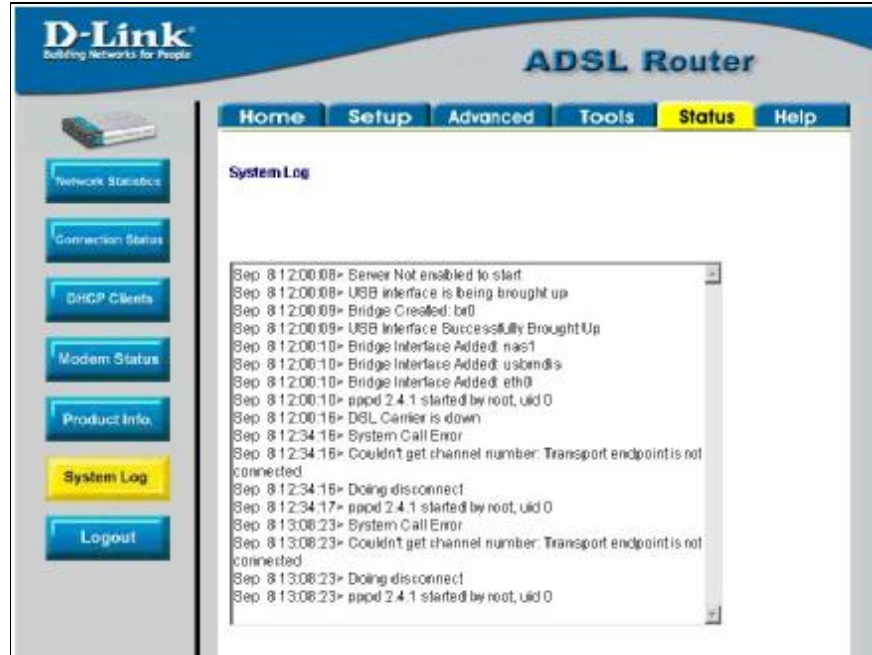 D-Link
Building Networks for People
ADSL Router
Home Setup Advanced Tools Status Help
Network Statistics
Connection Status
DHCP Clients
Modem Status
Product Info.
System Log
Logout
System Log
Sep 8 12:00:08> Server Not enabled to start
Sep 8 12:00:08> USB interface is being brought up
Sep 8 12:00:09> Bridge Created: br0
Sep 8 12:00:09> USB Interface Successfully Brought Up
Sep 8 12:00:10> Bridge Interface Added: nas1
Sep 8 12:00:10> Bridge Interface Added: usbrndis
Sep 8 12:00:10> Bridge Interface Added: eth0
Sep 8 12:00:10> pppd 2.4.1 started by root, uid 0
Sep 8 12:00:16> DSL Carrier is down
Sep 8 12:34:16> System Call Error
Sep 8 12:34:16> Couldn't get channel number: Transport endpoint is not
connected
Sep 8 12:34:16> Doing disconnect
Sep 8 12:34:17> pppd 2.4.1 started by root, uid 0
Sep 8 13:08:23> System Call Error
Sep 8 13:08:23> Couldn't get channel number: Transport endpoint is not
connected
Sep 8 13:08:23> Doing disconnect
Sep 8 13:08:23> pppd 2.4.1 started by root, uid 0